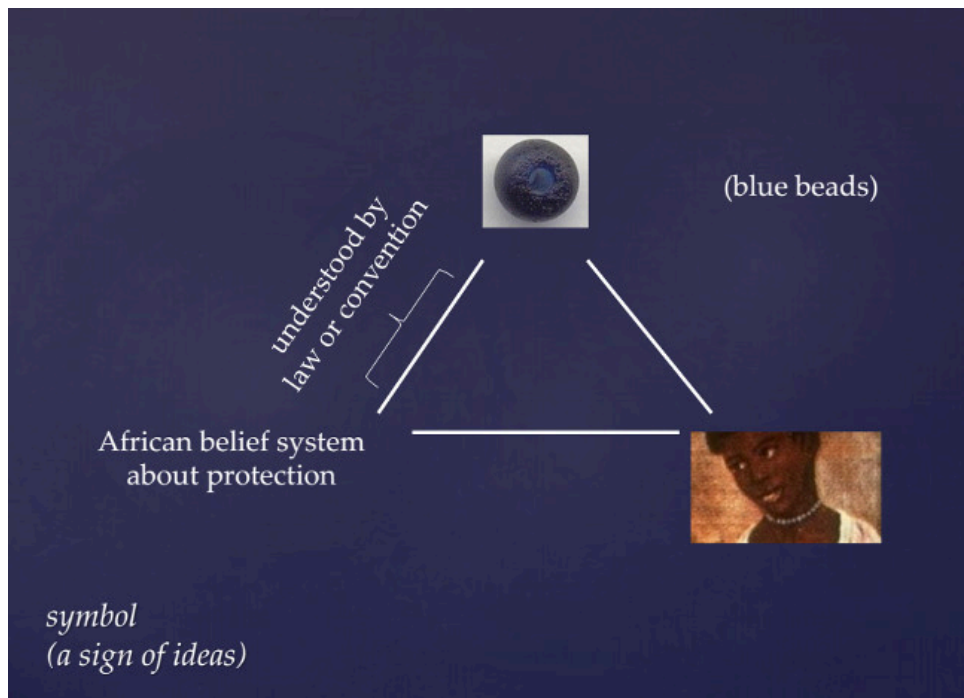 (blue beads)
understood by
law or convention
African belief system
about protection
symbol
(a sign of ideas)